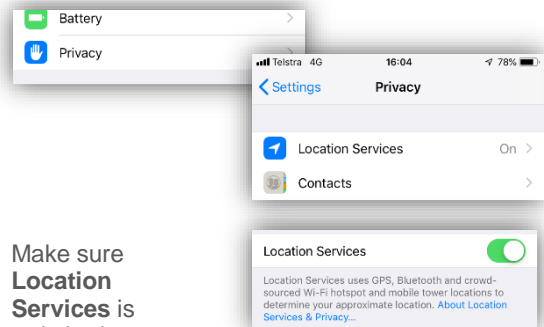 Battery
Privacy
Telstra 4G 16:04 78%
Settings Privacy
Location Services On
Contacts
Make sure
Location
Services is
Location Services
Location Services uses GPS, Bluetooth and crowd-
sourced Wi-Fi hotspot and mobile tower locations to
determine your approximate location. About Location
Services & Privacy...